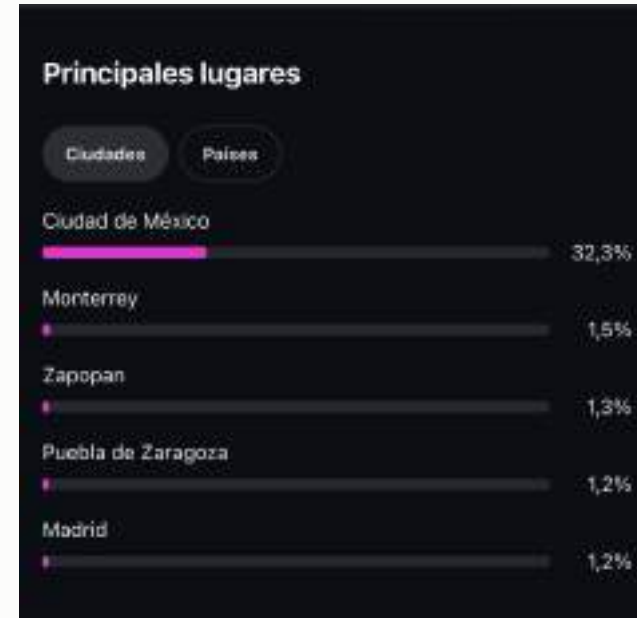 Principales lugares
Ciudades Países
Ciudad de México
32,3%
Monterrey
1,5%
Zapopan
1,3%
Puebla de Zaragoza
1,2%
Madrid
1,2%